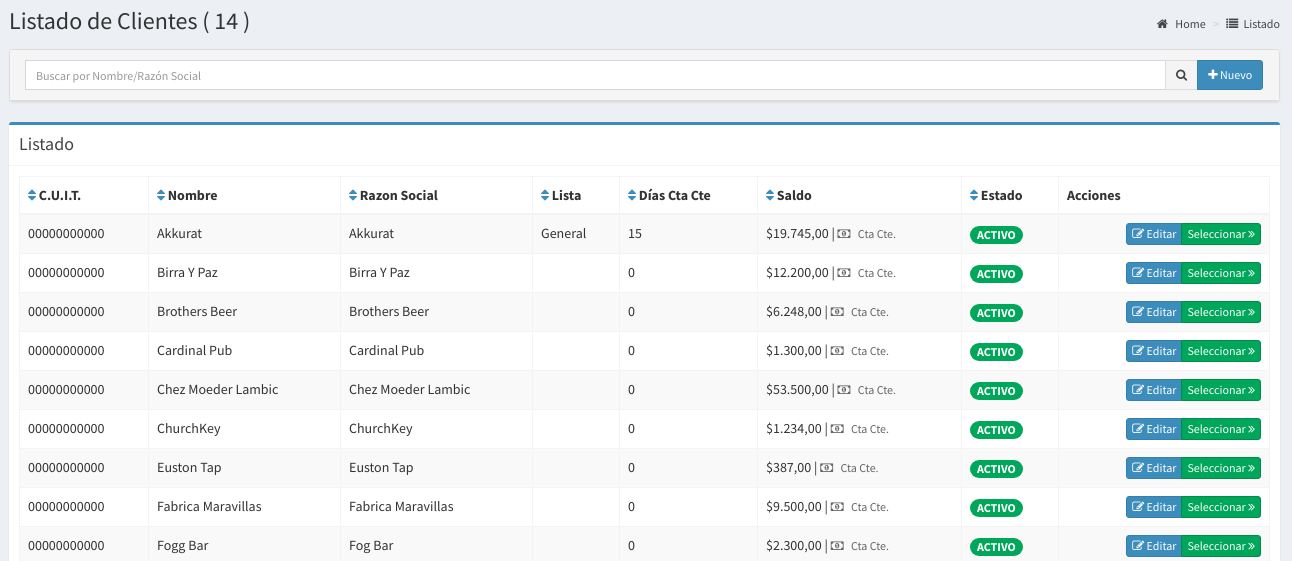 Listado de Clientes ( 14 )
Home > Listado
Buscar por Nombre/Razón Social
Nuevo
Listado
C.U.I.T. Nombre Razon Social Lista Días Cta Cte Saldo Estado Acciones
00000000000 Akkurat Akkurat General 15 $19.745,00 | Cta Cte. ACTIVO Editar Seleccionar »
00000000000 Birra Y Paz Birra Y Paz 0 $12.200,00 | Cta Cte. ACTIVO Editar Seleccionar »
00000000000 Brothers Beer Brothers Beer 0 $6.248,00 | Cta Cte. ACTIVO Editar Seleccionar »
00000000000 Cardinal Pub Cardinal Pub 0 $1.300,00 | Cta Cte. ACTIVO Editar Seleccionar »
00000000000 Chez Moeder Lambic Chez Moeder Lambic 0 $53.500,00 | Cta Cte. ACTIVO Editar Seleccionar »
00000000000 ChurchKey ChurchKey 0 $1.234,00 | Cta Cte. ACTIVO Editar Seleccionar »
00000000000 Euston Tap Euston Tap 0 $387,00 | Cta Cte. ACTIVO Editar Seleccionar »
00000000000 Fabrica Maravillas Fabrica Maravillas 0 $9.500,00 | Cta Cte. ACTIVO Editar Seleccionar »
00000000000 Fogg Bar Fog Bar 0 $2.300,00 | Cta Cte. ACTIVO Editar Seleccionar »